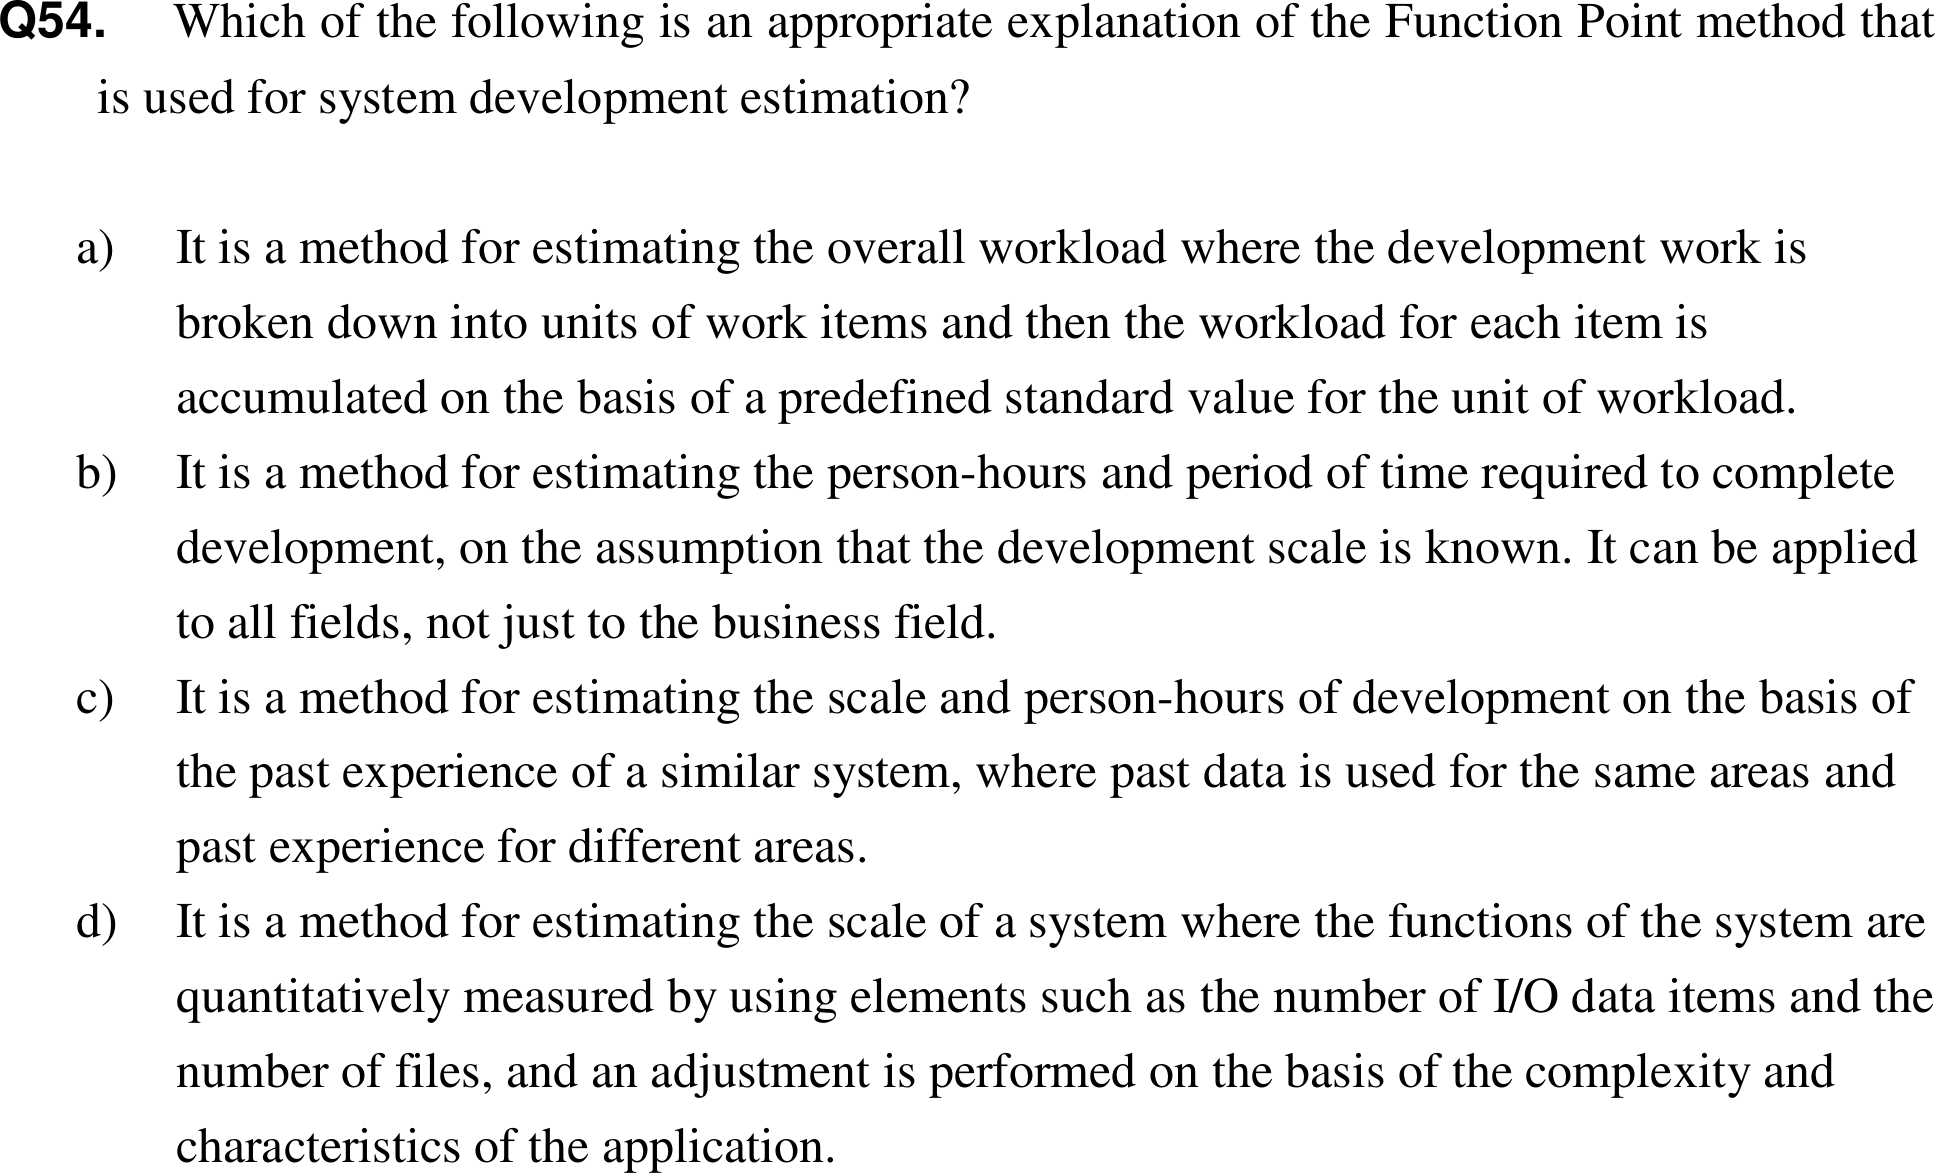 Q54. Which of the following is an appropriate explanation of the Function Point method that
is used for system development estimation?
a) It is a method for estimating the overall workload where the development work is
broken down into units of work items and then the workload for each item is
accumulated on the basis of a predefined standard value for the unit of workload.
b) It is a method for estimating the person-hours and period of time required to complete
development, on the assumption that the development scale is known. It can be applied
to all fields, not just to the business field.
c) It is a method for estimating the scale and person-hours of development on the basis of
the past experience of a similar system, where past data is used for the same areas and
past experience for different areas.
d) It is a method for estimating the scale of a system where the functions of the system are
quantitatively measured by using elements such as the number of I/O data items and the
number of files, and an adjustment is performed on the basis of the complexity and
characteristics of the application.